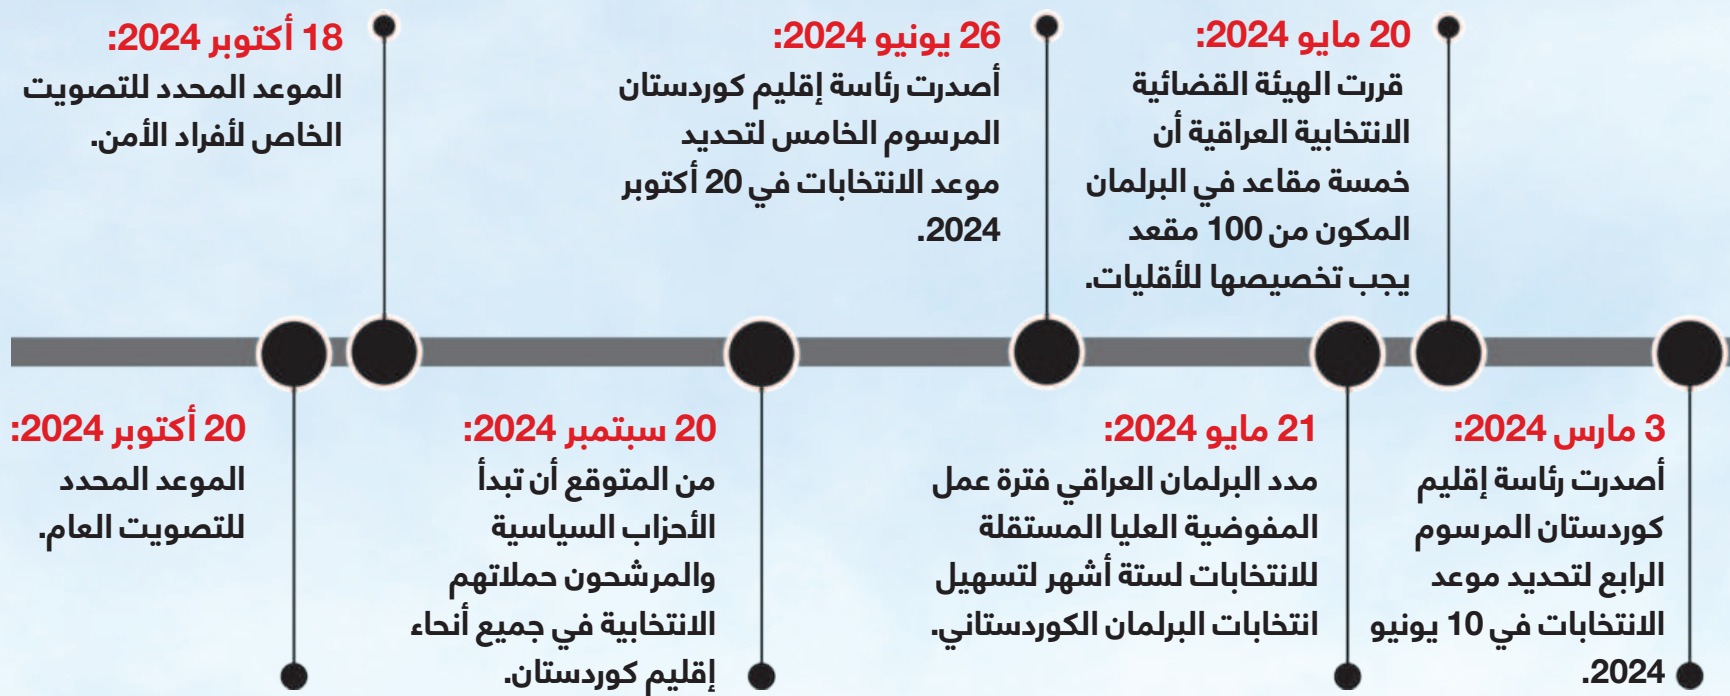 20 مايو 2024:
قررت الهيئة القضائية
الانتخابية العراقية أن
خمسة مقاعد في البرلمان
المكون من 100 مقعد
يجب تخصيصها للأقليات.
26 يونيو 2024:
أصدرت رئاسة إقليم كوردستان
المرسوم الخامس لتحديد
موعد الانتخابات في 20 أكتوبر
2024.
18 أكتوبر 2024:
الموعد المحدد للتصويت
الخاص لأفراد الأمن.
3 مارس 2024:
أصدرت رئاسة إقليم
كوردستان المرسوم
الرابع لتحديد موعد
الانتخابات في 10 يونيو
2024.
21 مايو 2024:
مدد البرلمان العراقي فترة عمل
المفوضية العليا المستقلة
للانتخابات لستة أشهر لتسهيل
انتخابات البرلمان الكوردستاني.
20 سبتمبر 2024:
من المتوقع أن تبدأ
الأحزاب السياسية
والمرشحون حملاتهم
الانتخابية في جميع أنحاء
إقليم كوردستان.
20 أكتوبر 2024:
الموعد المحدد
للتصويت العام.